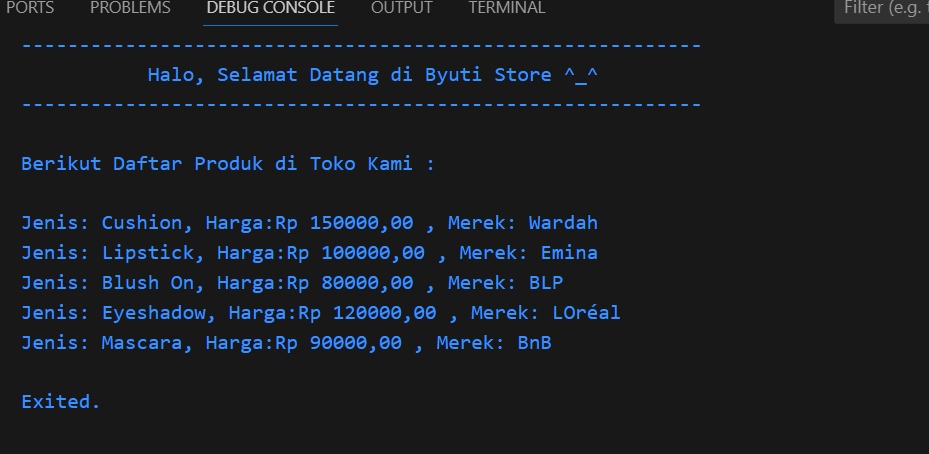 PORTS PROBLEMS DEBUG CONSOLE OUTPUT TERMINAL Filter (e.g.
-----------------------------------------------------------
Halo, Selamat Datang di Byuti Store ^_^
-----------------------------------------------------------
Berikut Daftar Produk di Toko Kami :
Jenis: Cushion, Harga:Rp 150000,00 , Merek: Wardah
Jenis: Lipstick, Harga:Rp 100000,00 , Merek: Emina
Jenis: Blush On, Harga:Rp 80000,00 , Merek: BLP
Jenis: Eyeshadow, Harga:Rp 120000,00 , Merek: LOréal
Jenis: Mascara, Harga:Rp 90000,00 , Merek: BnB
Exited.